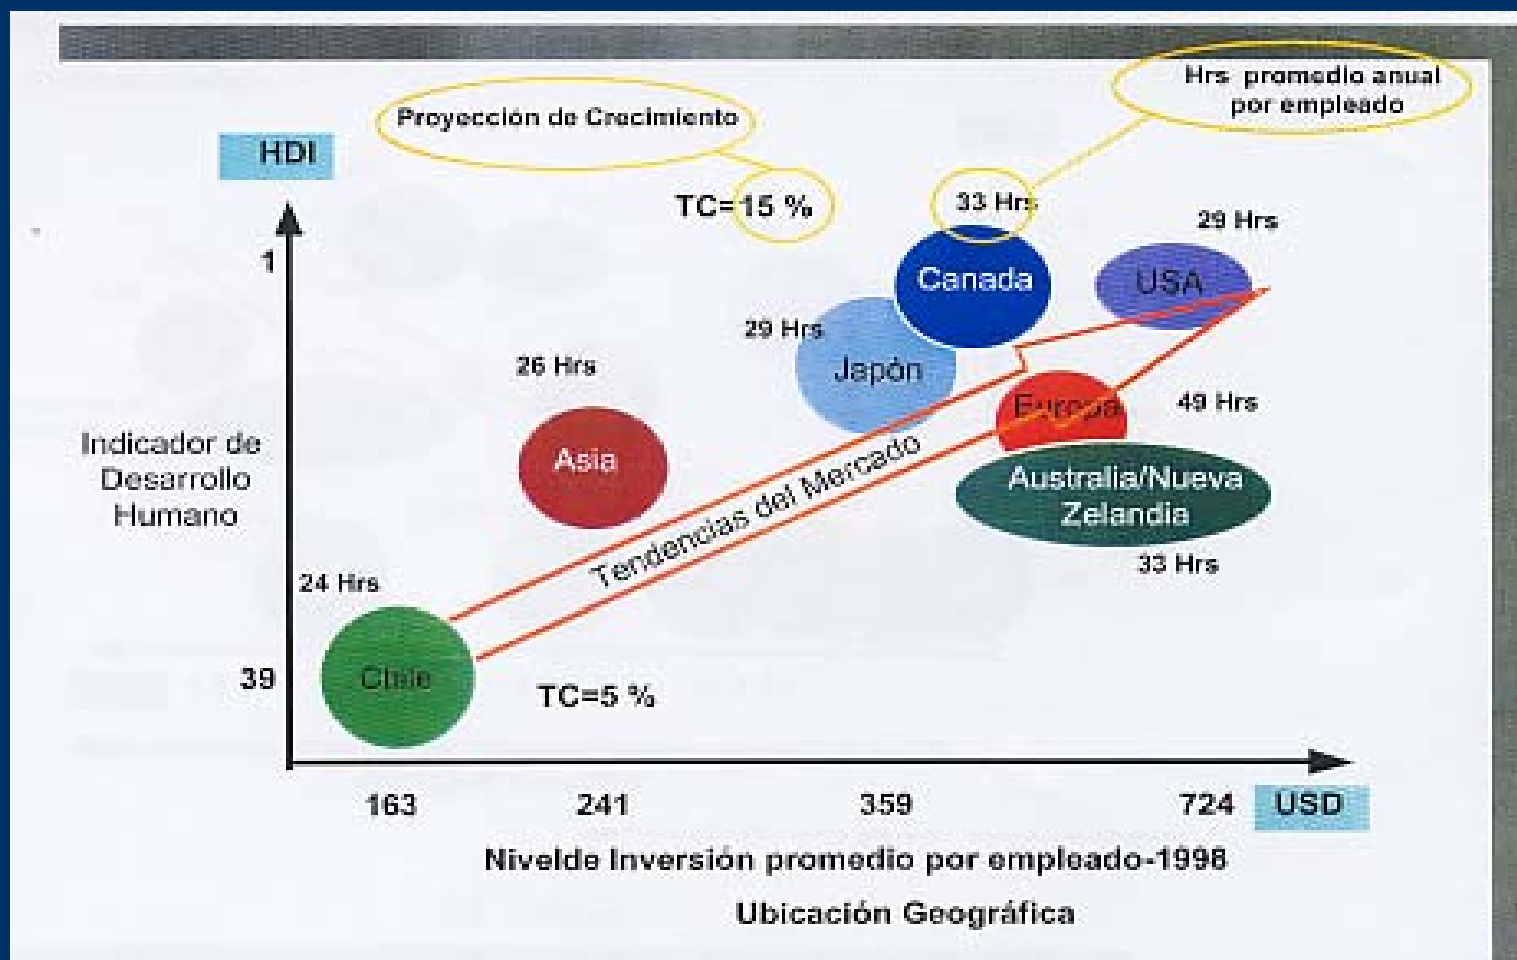 Hrs promedio anual
por empleado
Proyección de Crecimiento
HDI
TC=15 %
33 Hrs
29 Hrs
1
Canada
USA
29 Hrs
Japón
26 Hrs
Europa
49 Hrs
Indicador de
Desarrollo
Humano
Asia
Tendencias del Mercado
Australia/Nueva
Zelandia
33 Hrs
24 Hrs
39
Chile
TC=5 %
163
241
359
724
USD
Nivelde Inversión promedio por empleado-1998
Ubicación Geográfica